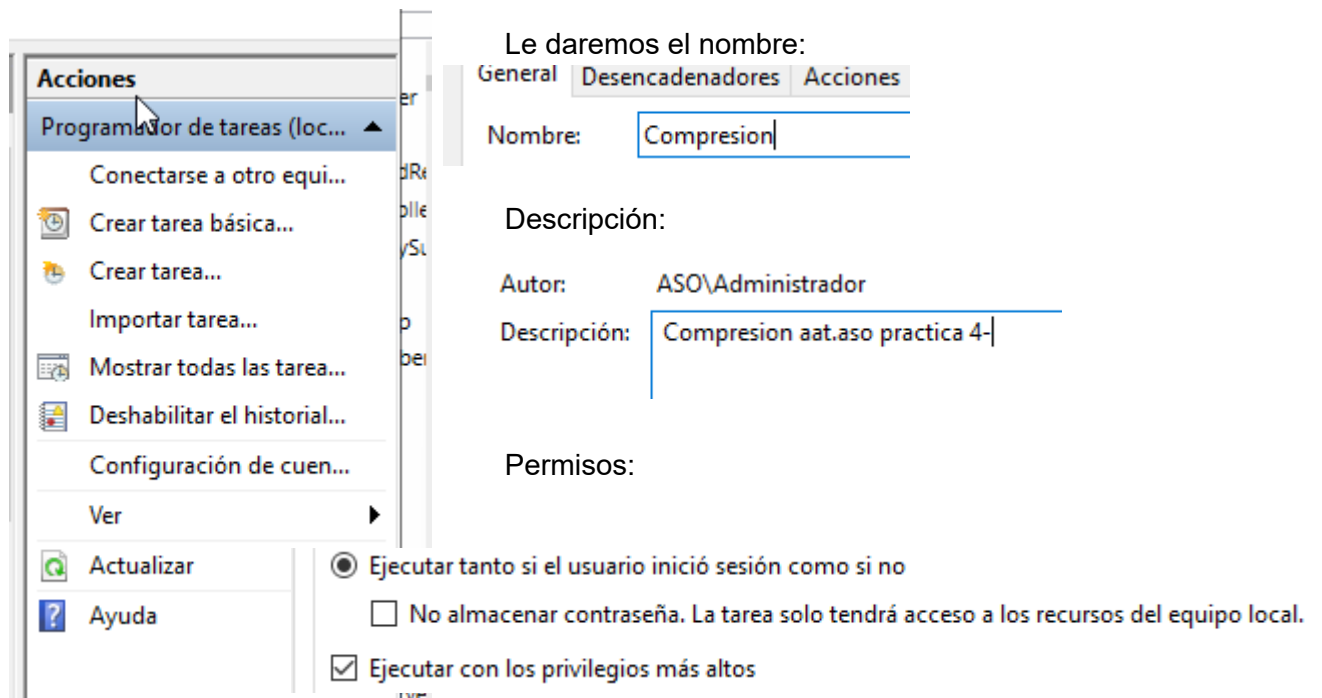 Acciones
Programador de tareas (loc...
Conectarse a otro equi...
Crear tarea básica...
Crear tarea...
Importar tarea...
Mostrar todas las tarea...
Deshabilitar el historial...
Configuración de cuen...
Ver
Actualizar
Ayuda
Le daremos el nombre:
General Desencadenadores Acciones
Nombre: Compresion
Descripción:
Autor: ASO\Administrador
Descripción: Compresion aat.aso practica 4-
Permisos:
Ejecutar tanto si el usuario inició sesión como si no
No almacenar contraseña. La tarea solo tendrá acceso a los recursos del equipo local.
Ejecutar con los privilegios más altos